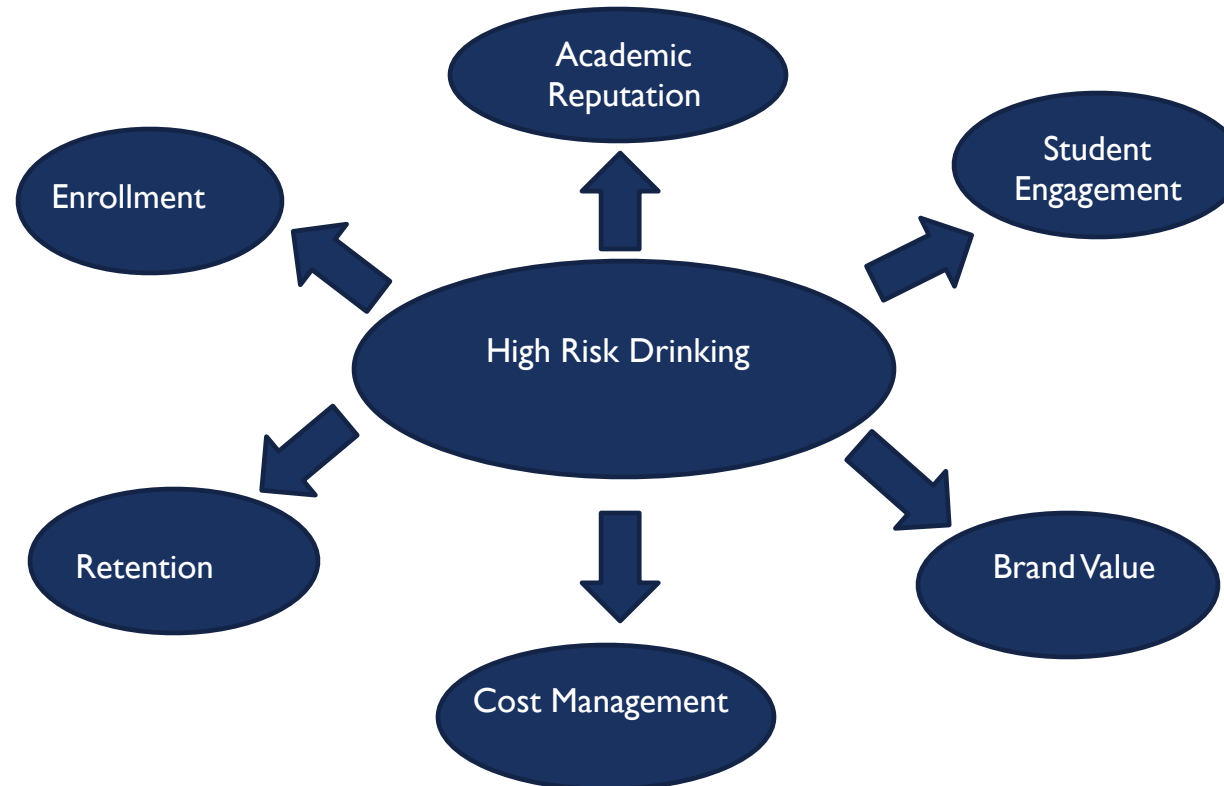 Academic
Reputation
Student
Engagement
Enrollment
High Risk Drinking
Retention
Brand Value
Cost Management